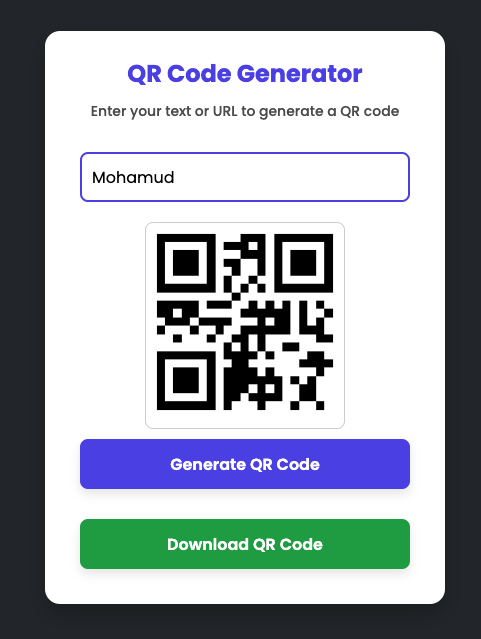 QR Code Generator
Enter your text or URL to generate a QR code
Mohamud
Generate QR Code
Download QR Code